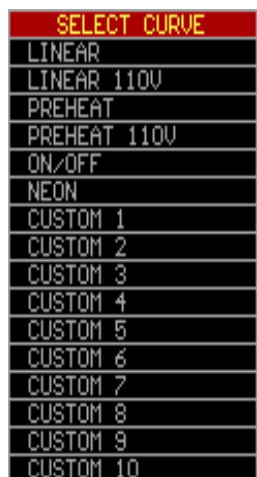 SELECT CURVE
LINEAR
LINEAR 110V
PREHEAT
PREHEAT 110V
ON/OFF
NEON
CUSTOM 1
CUSTOM 2
CUSTOM 3
CUSTOM 4
CUSTOM 5
CUSTOM 6
CUSTOM 7
CUSTOM 8
CUSTOM 9
CUSTOM 10